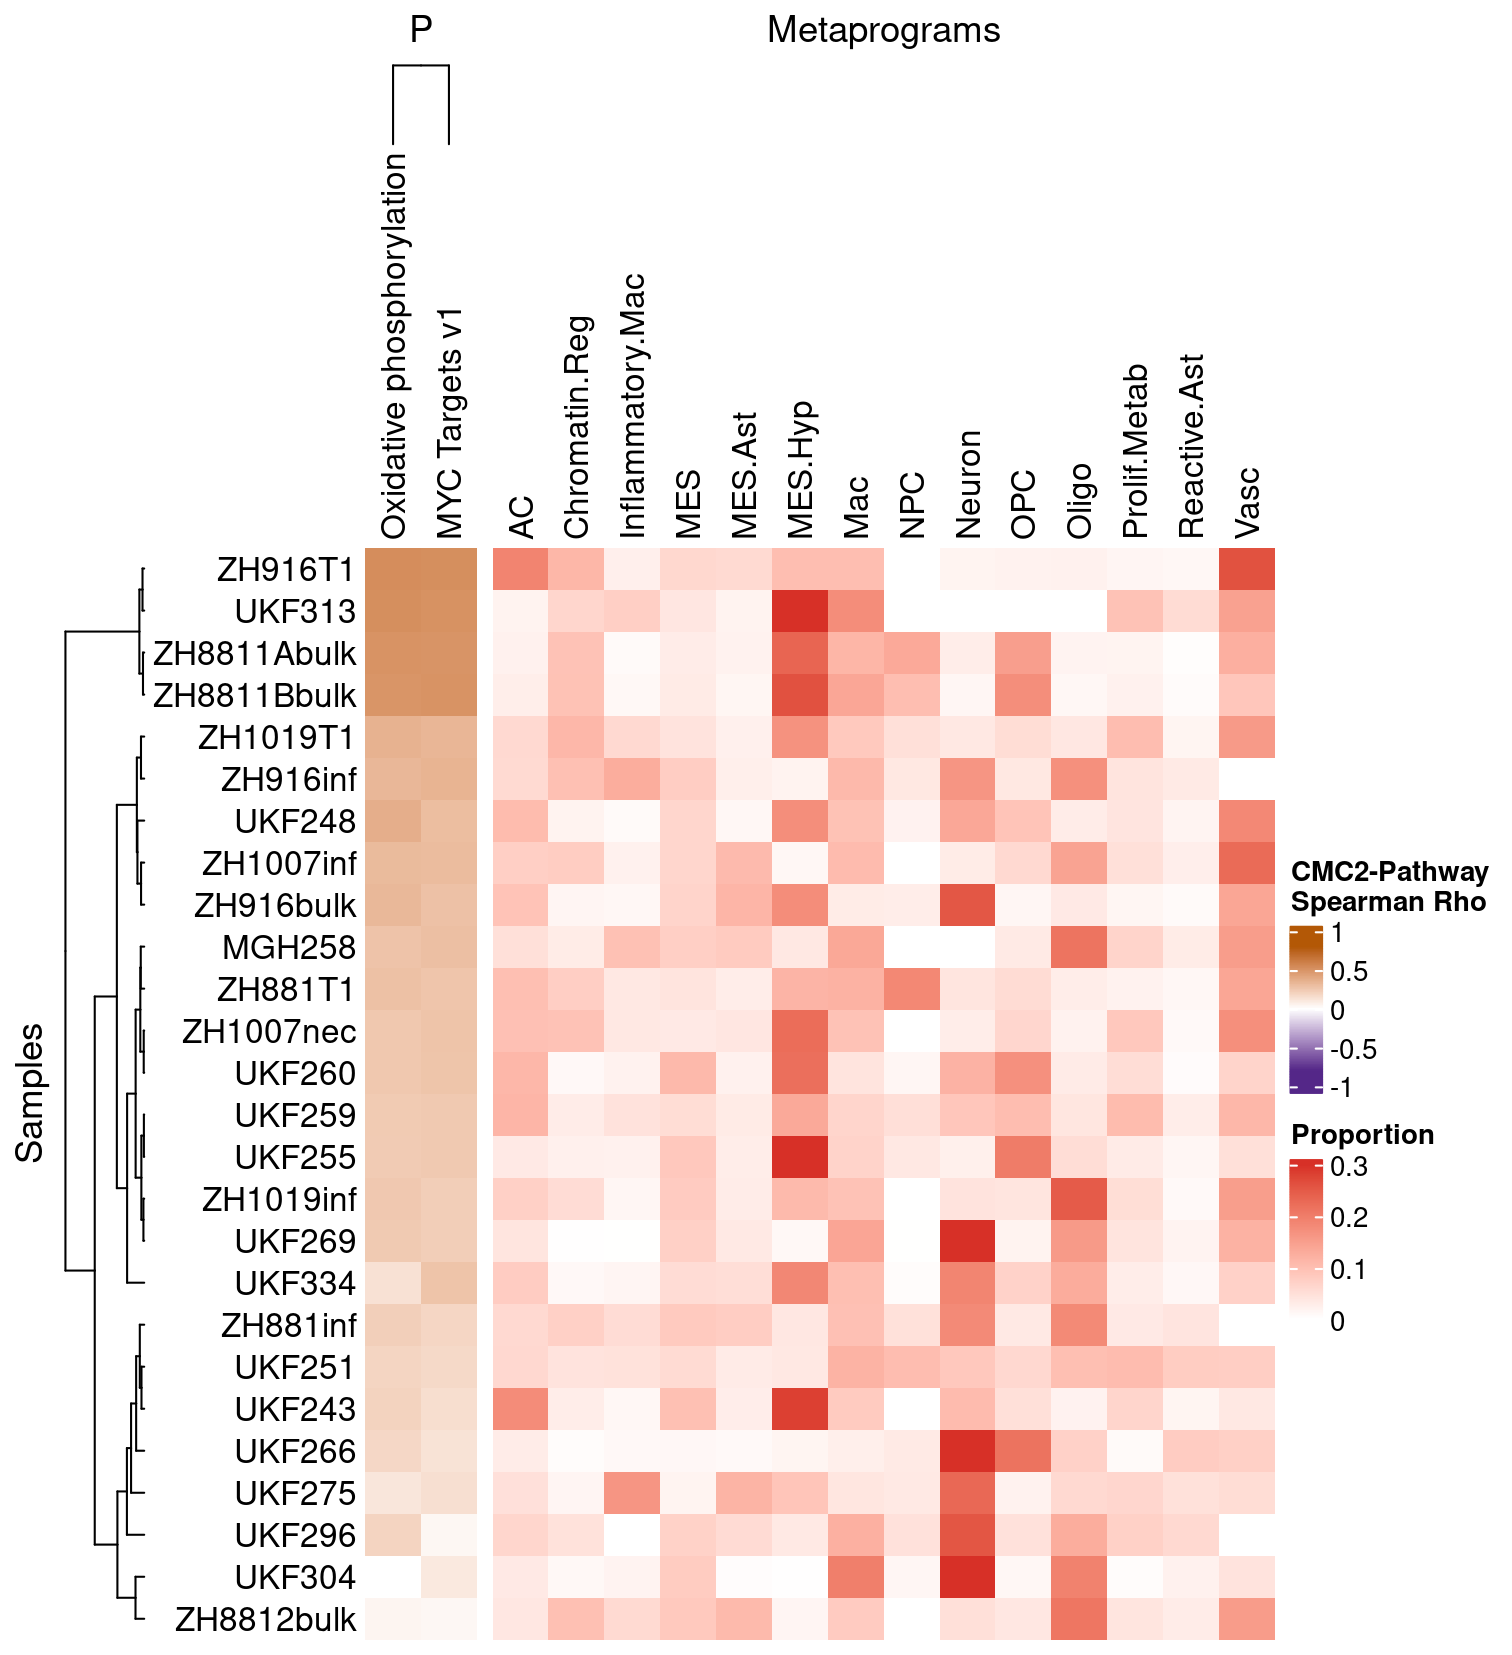 P
Metaprograms
Oxidative phosphorylation
MYC Targets v1
AC
Chromatin.Reg
Inflammatory.Mac
MES
MES.Ast
MES.Hyp
Mac
NPC
Neuron
OPC
Oligo
Prolif.Metab
Reactive.Ast
Vasc
Samples
ZH916T1
UKF313
ZH8811Abulk
ZH8811Bbulk
ZH1019T1
ZH916inf
UKF248
ZH1007inf
ZH916bulk
MGH258
ZH881T1
ZH1007nec
UKF260
UKF259
UKF255
ZH1019inf
UKF269
UKF334
ZH881inf
UKF251
UKF243
UKF266
UKF275
UKF296
UKF304
ZH8812bulk
CMC2-Pathway
Spearman Rho
1
0.5
0
-0.5
-1
Proportion
0.3
0.2
0.1
0